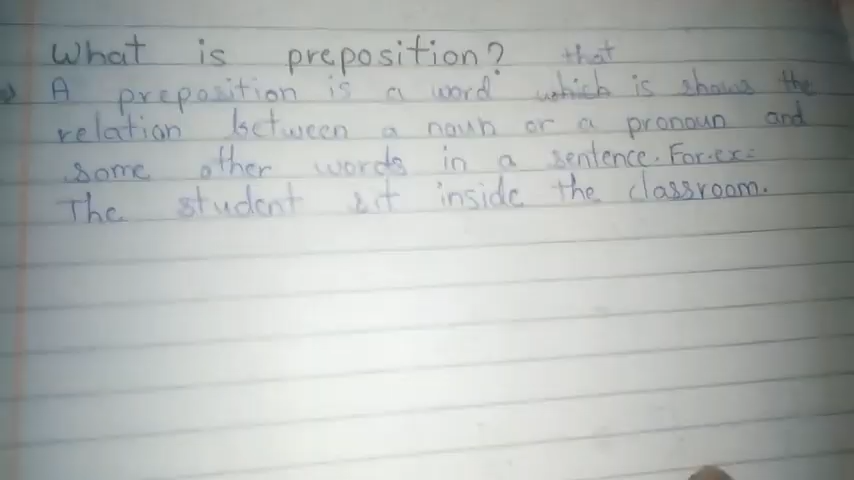 What is preposition?
that
A preposition is a word which is shows the
relation between a noun or a pronoun and
some other words in a sentence. For.ex=
The student sit inside the classroom.